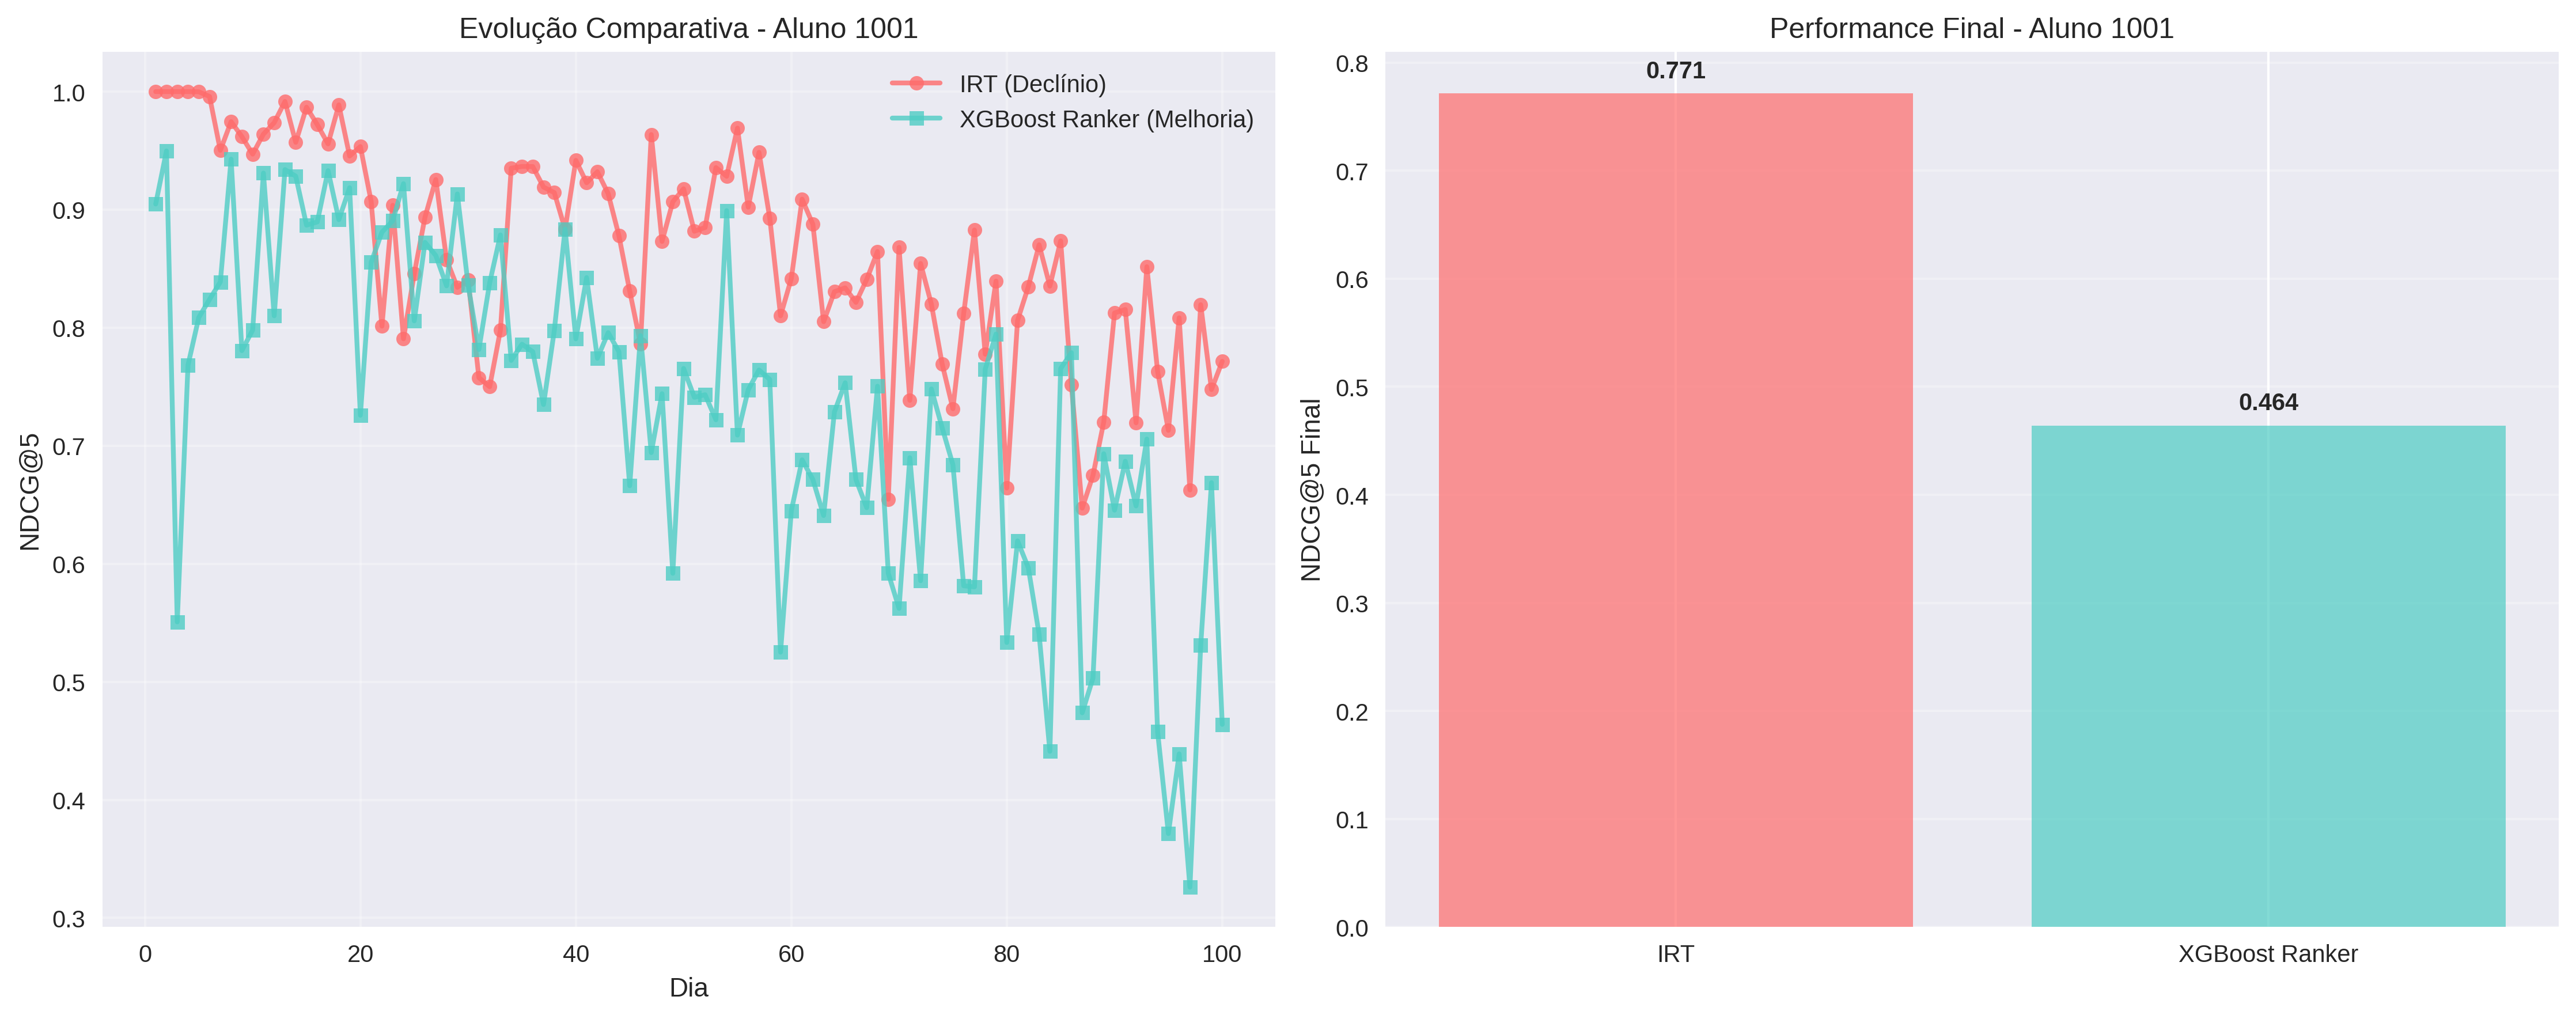 Evolução Comparativa - Aluno 1001
IRT (Declínio)
XGBoost Ranker (Melhoria)
NDCG@5
1.0
0.9
0.8
0.7
0.6
0.5
0.4
0.3
0 20 40 60 80 100
Dia
Performance Final - Aluno 1001
NDCG@5 Final
0.8
0.7
0.6
0.5
0.4
0.3
0.2
0.1
0.0
0.771
0.464
IRT XGBoost Ranker